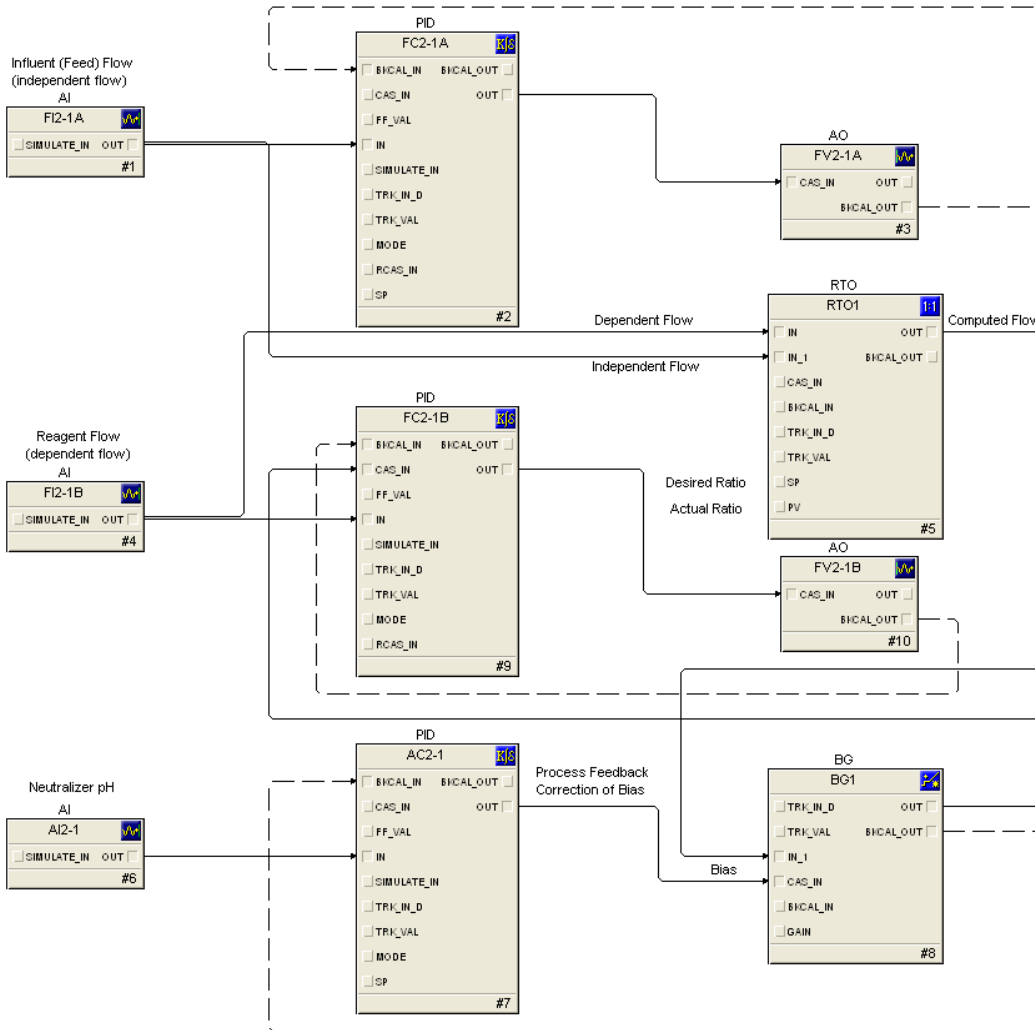 PID
FC2-1A
BKCAL_IN BKCAL_OUT
CAS_IN OUT
FF_VAL
IN
SIMULATE_IN
TRK_IN_D
TRK_VAL
MODE
RCAS_IN
SP
#2
Influent (Feed) Flow
(independent flow)
AI
FI2-1A
SIMULATE_IN OUT
#1
AO
FV2-1A
CAS_IN OUT
BKCAL_OUT
#3
RTO
RTO1
1:1
IN OUT
IN_1 BKCAL_OUT
CAS_IN
BKCAL_IN
TRK_IN_D
TRK_VAL
SP
PV
#5
Dependent Flow
Independent Flow
Computed Flow
Desired Ratio
Actual Ratio
Reagent Flow
(dependent flow)
AI
FI2-1B
SIMULATE_IN OUT
#4
PID
FC2-1B
BKCAL_IN BKCAL_OUT
CAS_IN OUT
FF_VAL
IN
SIMULATE_IN
TRK_IN_D
TRK_VAL
MODE
RCAS_IN
#9
AO
FV2-1B
CAS_IN OUT
BKCAL_OUT
#10
Neutralizer pH
AI
AI2-1
SIMULATE_IN OUT
#6
PID
AC2-1
BKCAL_IN BKCAL_OUT
CAS_IN OUT
FF_VAL
IN
SIMULATE_IN
TRK_IN_D
TRK_VAL
MODE
SP
#7
Process Feedback
Correction of Bias
Bias
BG
BG1
TRK_IN_D OUT
TRK_VAL BKCAL_OUT
IN_1
CAS_IN
BKCAL_IN
GAIN
#8